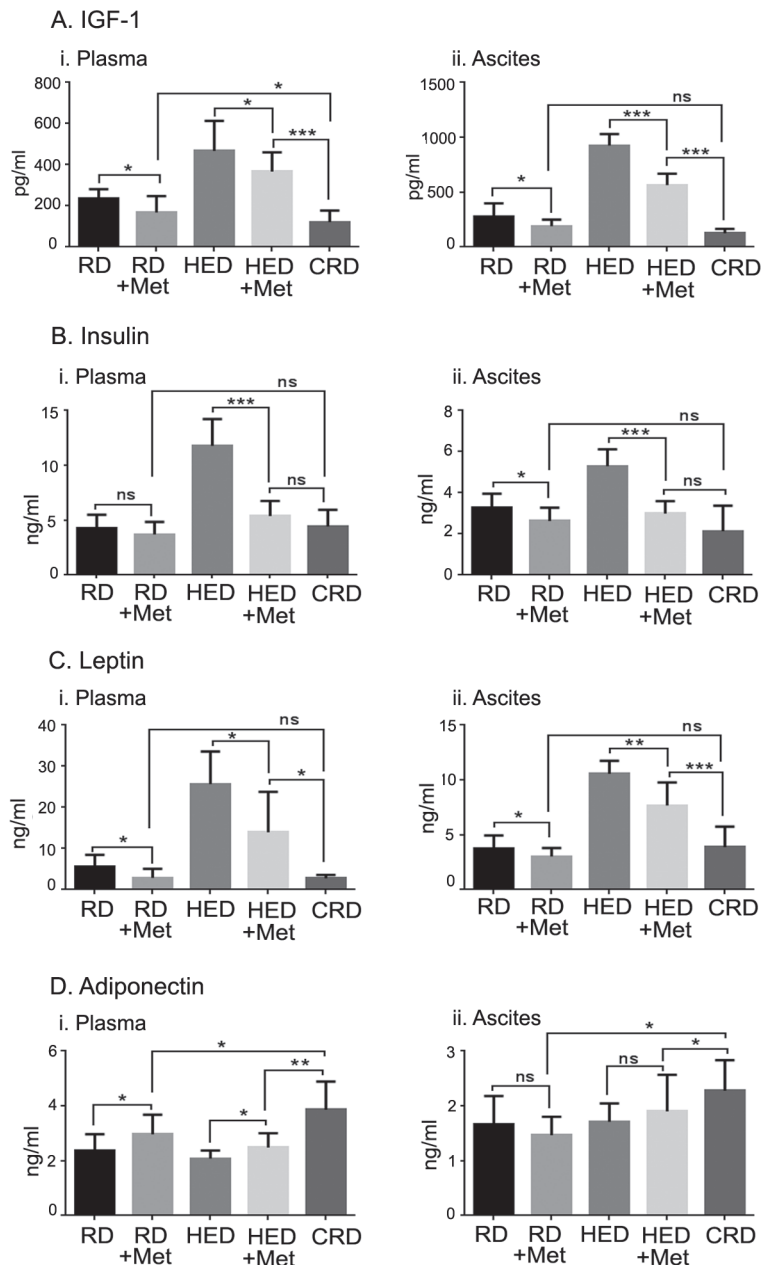 A. IGF-1
i. Plasma
800
600
400
200
0
pg/ml
*
*
*
***
RD
RD
+Met
HED
HED
+Met
CRD
ii. Ascites
1500
1000
500
0
pg/ml
*
ns
***
***
RD
RD
+Met
HED
HED
+Met
CRD
B. Insulin
i. Plasma
15
10
5
0
ng/ml
ns
ns
***
ns
RD
RD
+Met
HED
HED
+Met
CRD
ii. Ascites
8
6
4
2
0
ng/ml
*
ns
***
ns
RD
RD
+Met
HED
HED
+Met
CRD
C. Leptin
i. Plasma
40
30
20
10
0
ng/ml
*
ns
*
*
RD
RD
+Met
HED
HED
+Met
CRD
ii. Ascites
15
10
5
0
ng/ml
*
ns
**
***
RD
RD
+Met
HED
HED
+Met
CRD
D. Adiponectin
i. Plasma
6
4
2
0
ng/ml
*
*
*
**
RD
RD
+Met
HED
HED
+Met
CRD
ii. Ascites
3
2
1
0
ng/ml
ns
*
ns
*
RD
RD
+Met
HED
HED
+Met
CRD